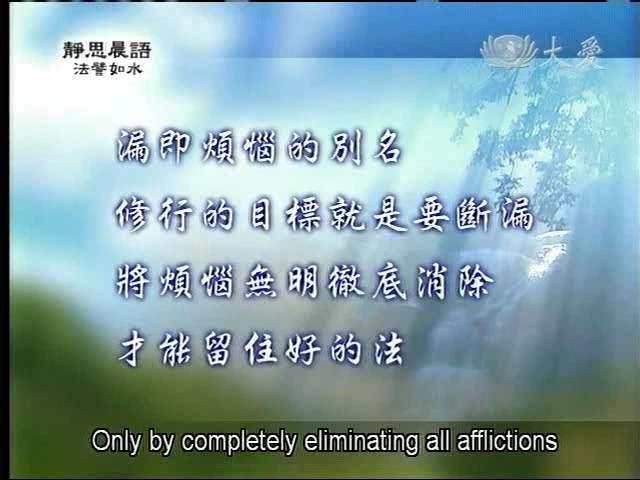 靜思晨語
法譬如水
大愛
漏即煩惱的別名
修行的目標就是要斷漏
將煩惱無明徹底消除
才能留住好的法
Only by completely eliminating all afflictions